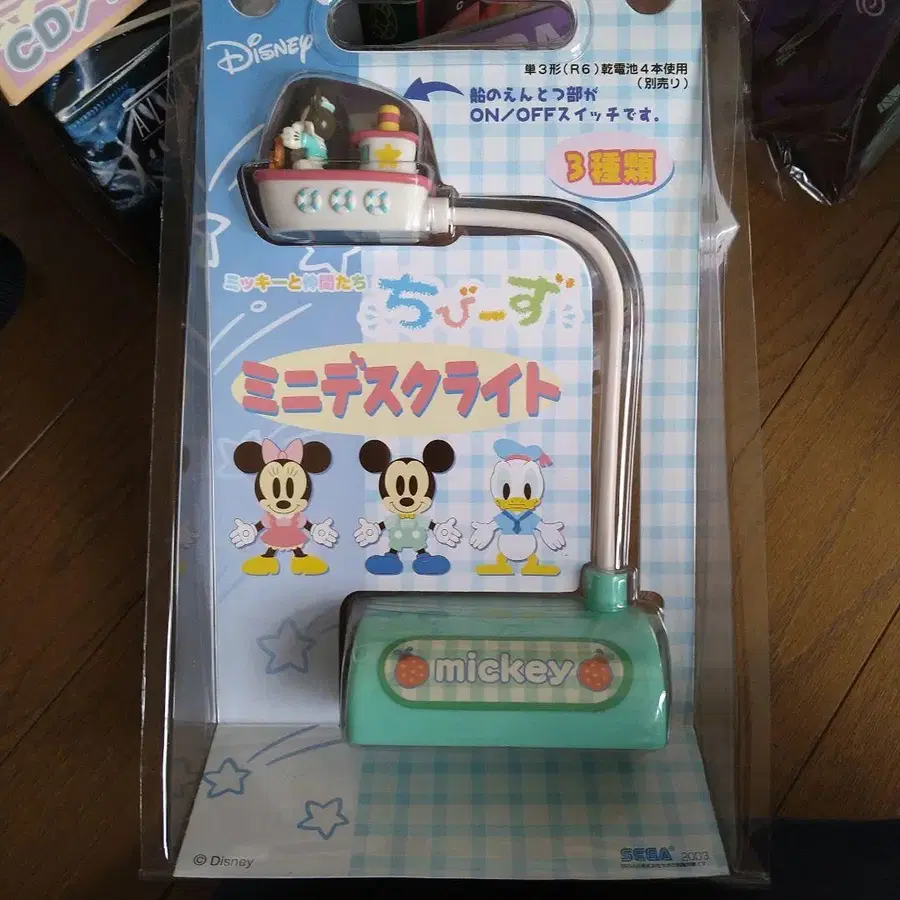 CD/
DISNEY
単3形(R6)乾電池4本使用
(別売り)
船のえんとつ部が
ON/OFFスイッチです。
3種類
ミッキーと仲間たち
ちびーず
ミニデスクライト
mickey
© Disney
SEGA 2003